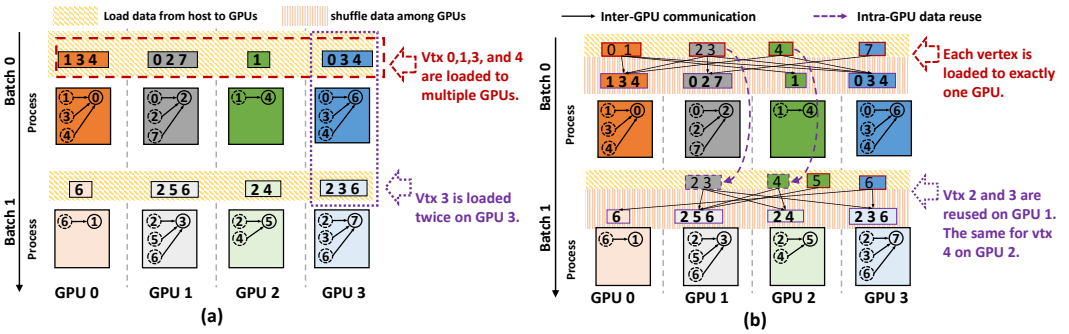 Load data from host to GPUs
shuffle data among GPUs
Batch 0
Process
1 3 4
0 2 7
1
0 3 4
1 0
3
4
0 2
2
7
1 4
0 6
3
4
Vtx 0,1,3, and 4
are loaded to
multiple GPUs.
Batch 1
Process
6
2 5 6
2 4
2 3 6
6 1
2 3
5
6
2 5
4
2 7
3
6
Vtx 3 is loaded
twice on GPU 3.
GPU 0
GPU 1
GPU 2
GPU 3
(a)
Inter-GPU communication
Intra-GPU data reuse
Batch 0
Process
0 1
2 3
4
7
1 3 4
0 2 7
1
0 3 4
1 0
3
4
0 2
2
7
1 4
0 6
3
4
Each vertex is
loaded to exactly
one GPU.
Batch 1
Process
2 3
4
5
6
6
2 5 6
2 4
2 3 6
6 1
2 3
5
6
2 5
4
2 7
3
6
Vtx 2 and 3 are
reused on GPU 1.
The same for vtx
4 on GPU 2.
GPU 0
GPU 1
GPU 2
GPU 3
(b)